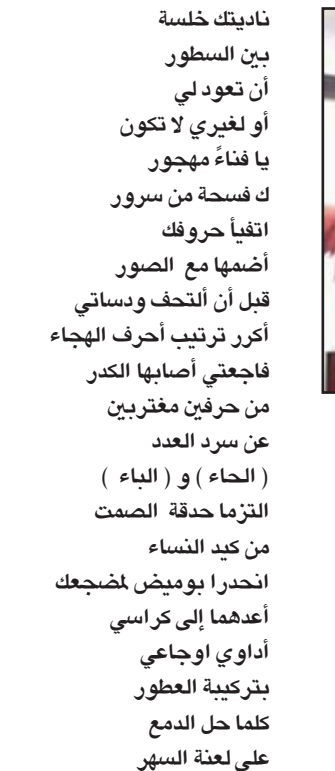 ناديتك خلسة
بين السطور
أن تعود لي
أو لغيري لا تكون
يا فناءً مهجور
ك فسحة من سرور
اتفيأ حروفك
أضمها مع الصور
قبل أن ألتحف ودساتي
أكرر ترتيب أحرف الهجاء
فاجعتي أصابها الكدر
من حرفين مغتربين
عن سرد العدد
( الحاء ) و ( الباء )
التزما حدقة الصمت
من كيد النساء
انحدرا بوميض لمضجعك
أعدهما إلى كراسي
أداوي اوجاعي
بتركيبة العطور
كلما حل الدمع
على لعنة السهر